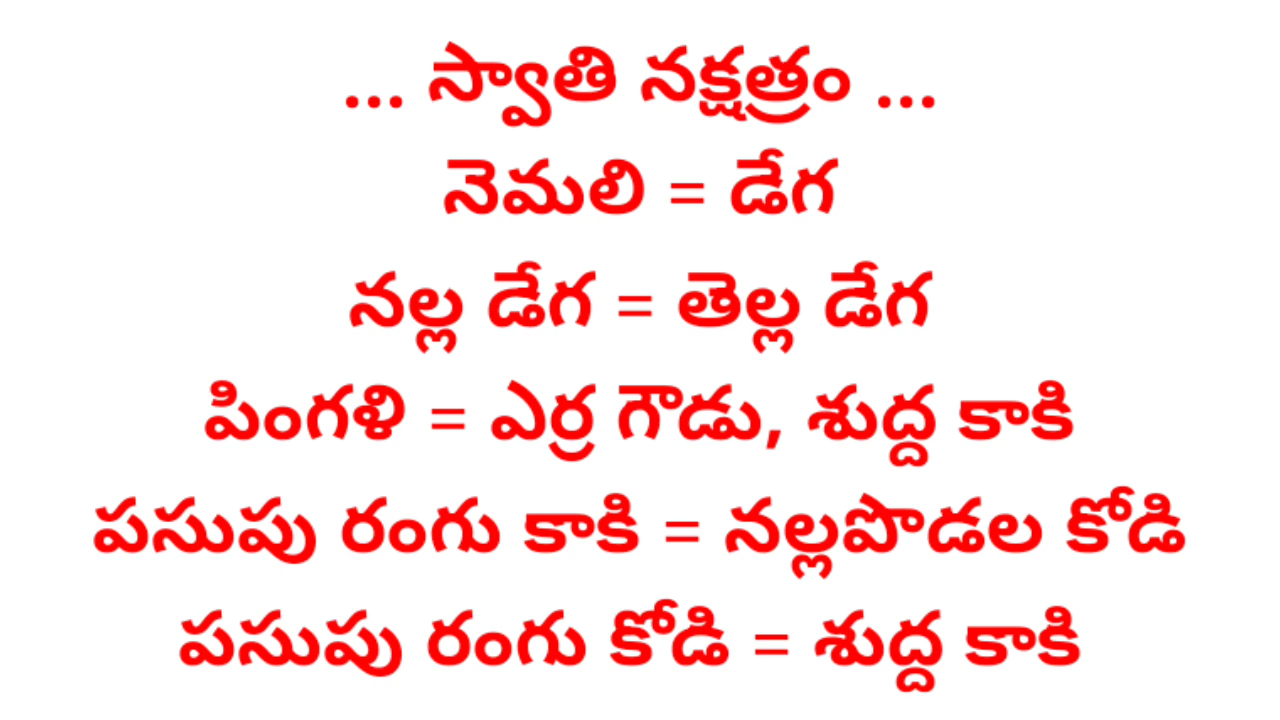 ... స్వాతి నక్షత్రం ...
నెమలి = డేగ
నల్ల డేగ = తెల్ల డేగ
పింగళి = ఎర్ర గౌడు, శుద్ద కాకి
పసుపు రంగు కాకి = నల్లపొడల కోడి
పసుపు రంగు కోడి = శుద్ద కాకి